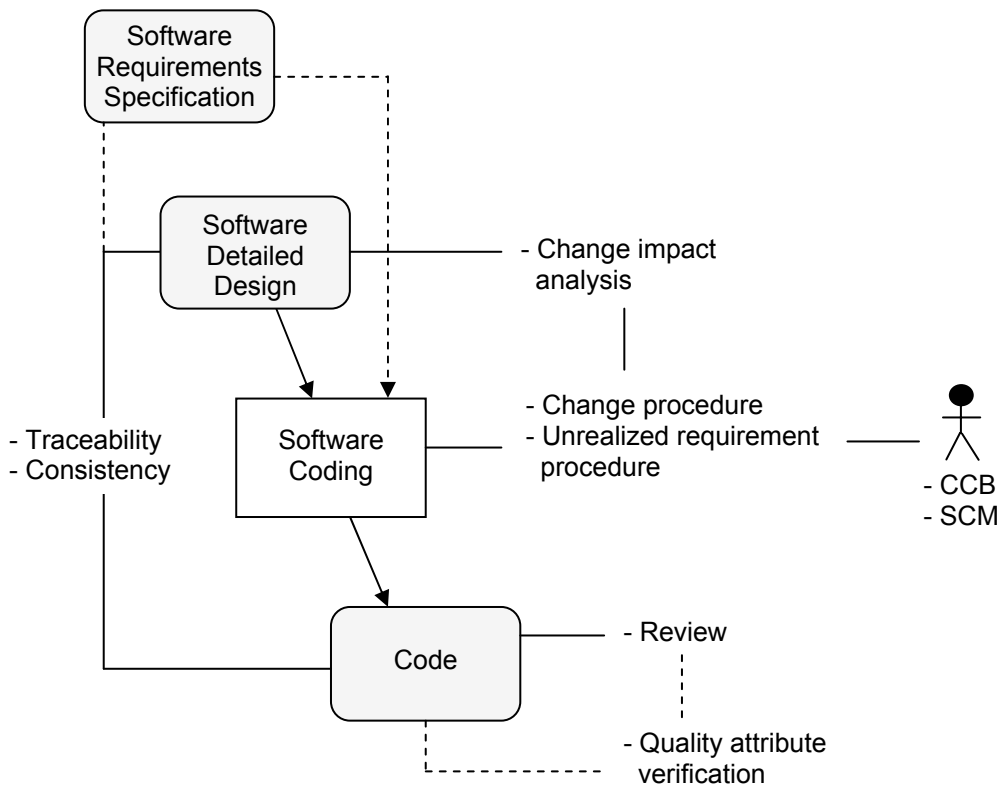 Software
Requirements
Specification
Software
Detailed
Design
- Change impact
analysis
- Change procedure
- Unrealized requirement
procedure
- Traceability
- Consistency
Software
Coding
- CCB
- SCM
- Review
Code
- Quality attribute
verification